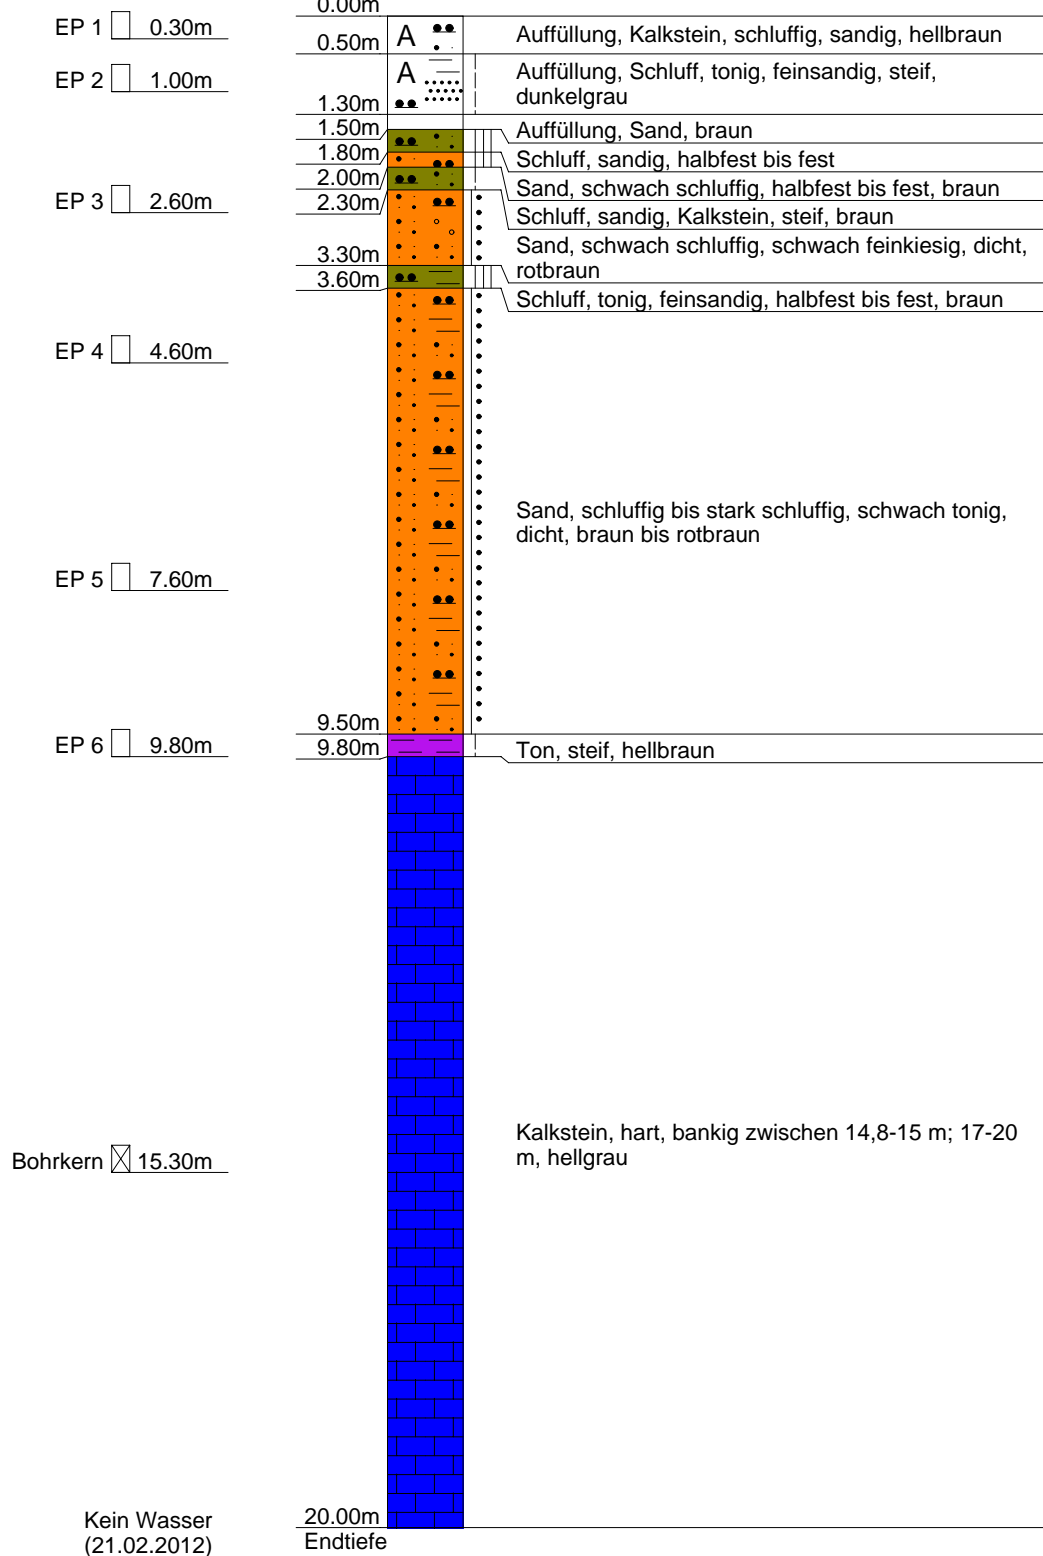 0.00m
EP 1 0.30m
0.50m
A
Auffüllung, Kalkstein, schluffig, sandig, hellbraun
EP 2 1.00m
1.30m
A
Auffüllung, Schluff, tonig, feinsandig, steif,
dunkelgrau
1.50m
Auffüllung, Sand, braun
1.80m
Schluff, sandig, halbfest bis fest
2.00m
Sand, schwach schluffig, halbfest bis fest, braun
EP 3 2.60m
2.30m
Schluff, sandig, Kalkstein, steif, braun
3.30m
Sand, schwach schluffig, schwach feinkiesig, dicht,
rotbraun
3.60m
Schluff, tonig, feinsandig, halbfest bis fest, braun
EP 4 4.60m
Sand, schluffig bis stark schluffig, schwach tonig,
dicht, braun bis rotbraun
EP 5 7.60m
9.50m
EP 6 9.80m
9.80m
Ton, steif, hellbraun
Kalkstein, hart, bankig zwischen 14,8-15 m; 17-20
m, hellgrau
Bohrkern 15.30m
Kein Wasser
(21.02.2012)
20.00m
Endtiefe